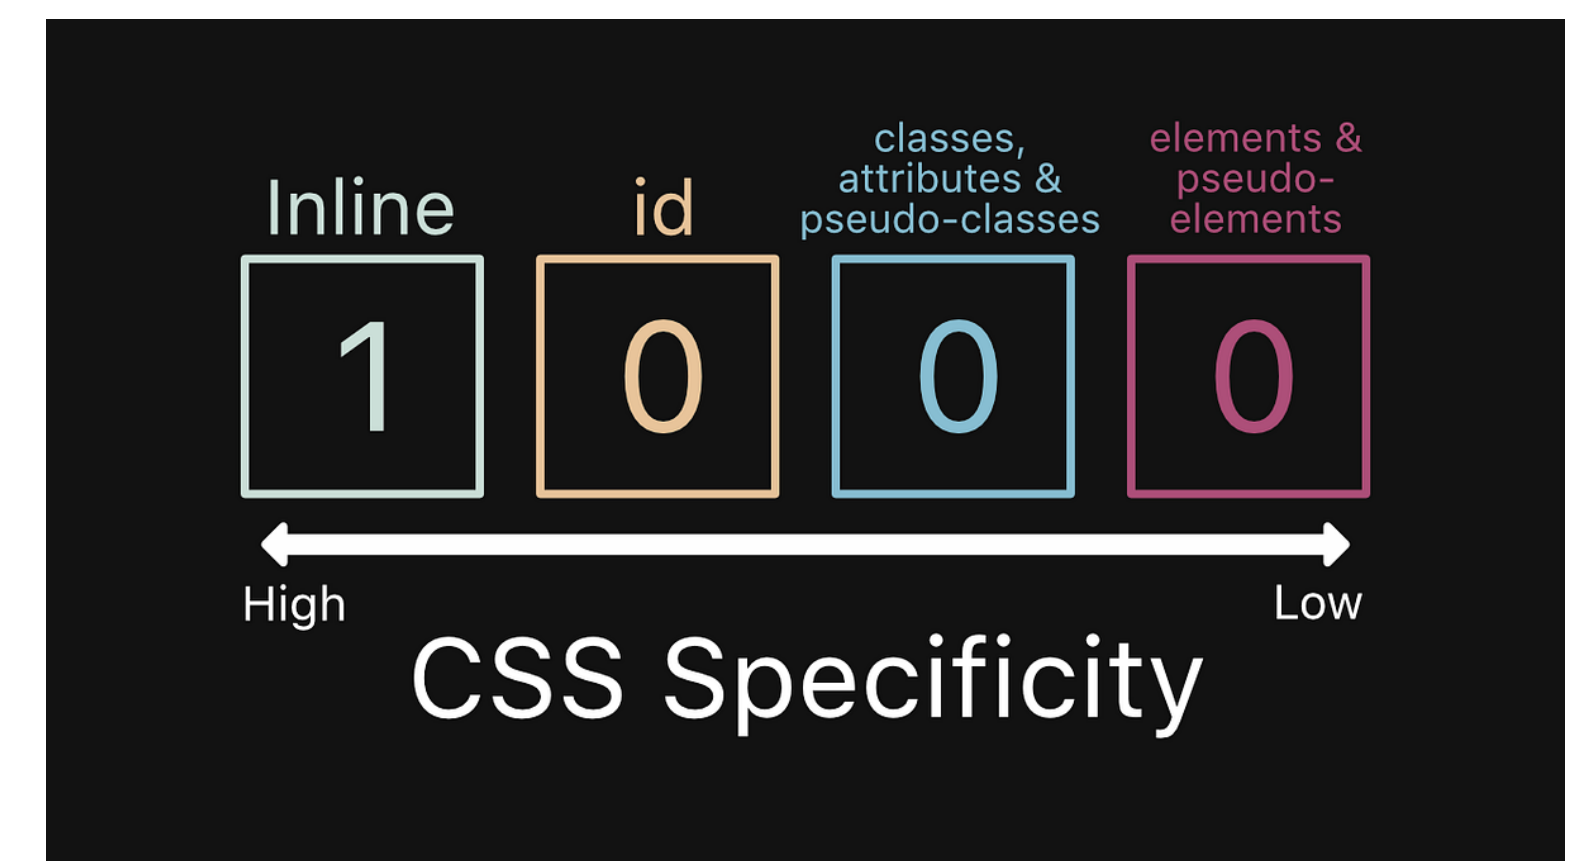 Inline
id
classes,
attributes &
pseudo-classes
elements &
pseudo-
elements
1
0
0
0
High
Low
CSS Specificity